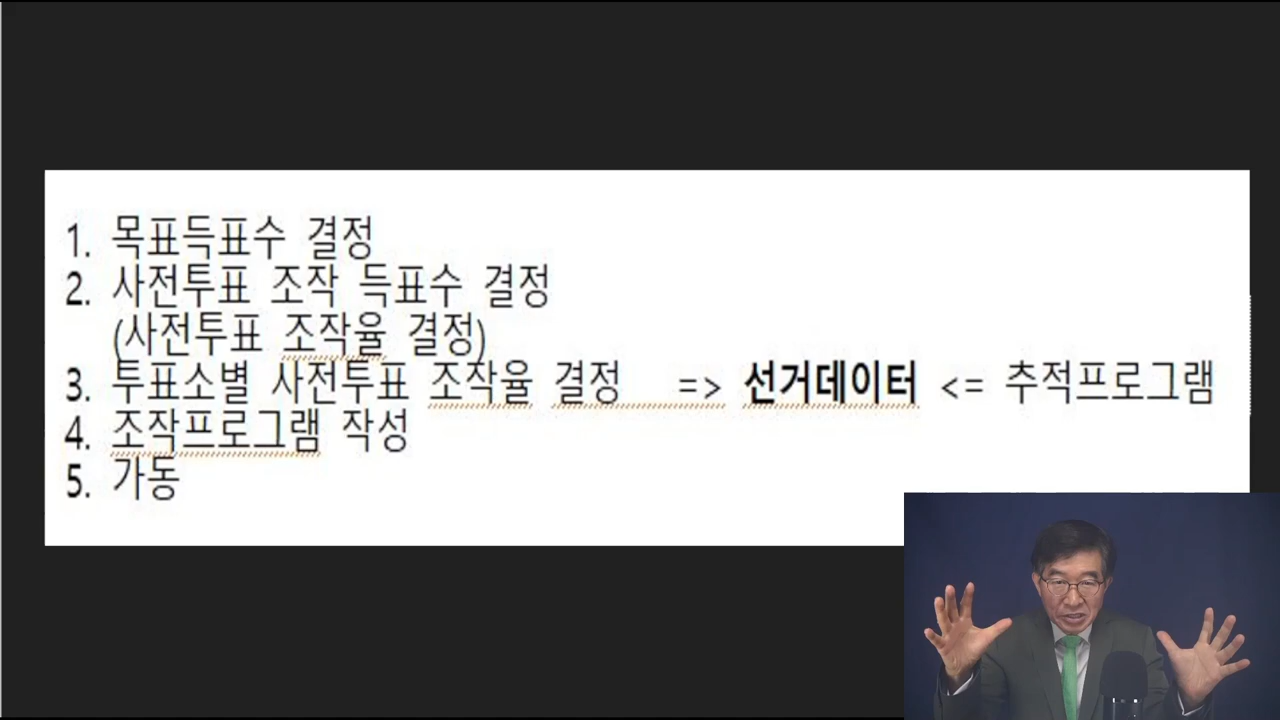 1. 목표득표수 결정
2. 사전투표 조작 득표수 결정
(사전투표 조작율 결정)
3. 투표소별 사전투표 조작율 결정 => 선거데이터 <= 추적프로그램
4. 조작프로그램 작성
5. 가동